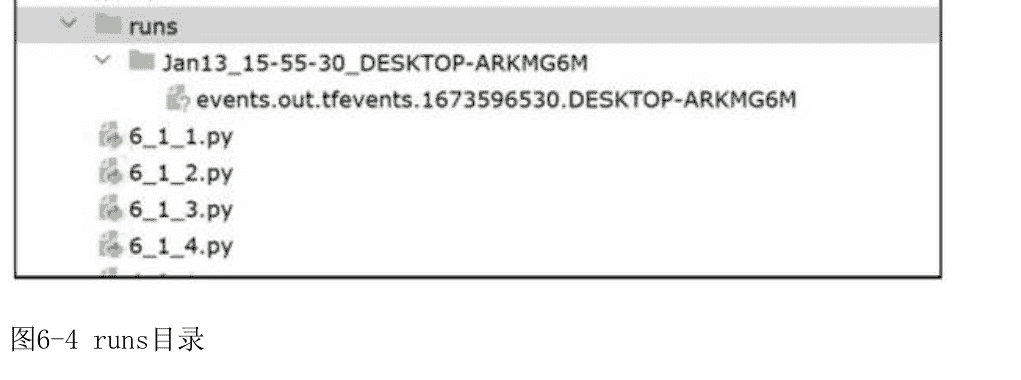 runs
Jan13_15-55-30_DESKTOP-ARKMG6M
events.out.tfevents.1673596530.DESKTOP-ARKMG6M
6_1_1.py
6_1_2.py
6_1_3.py
6_1_4.py
图6-4 runs目录